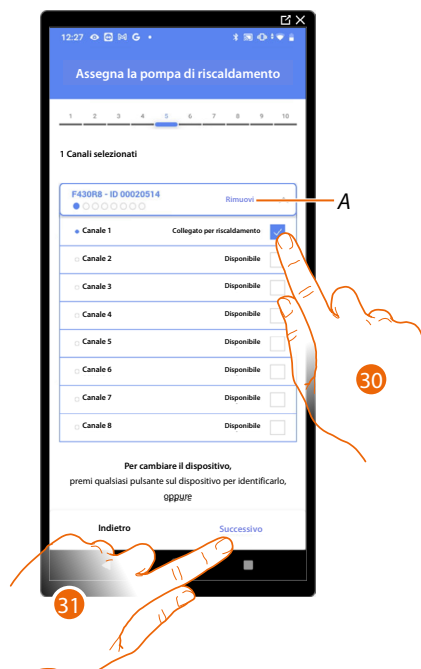 12:27 G
Assegna la pompa di riscaldamento
1 2 3 4 5 6 7 8 9 10
1 Canali selezionati
F430R8 - ID 00020514
Rimuovi
A
Canale 1 Collegato per riscaldamento
Canale 2 Disponibile
Canale 3 Disponibile
Canale 4 Disponibile
Canale 5 Disponibile
Canale 6 Disponibile
Canale 7 Disponibile
Canale 8 Disponibile
30
Per cambiare il dispositivo,
premi qualsiasi pulsante sul dispositivo per identificarlo,
oppure
Indietro Successivo
31